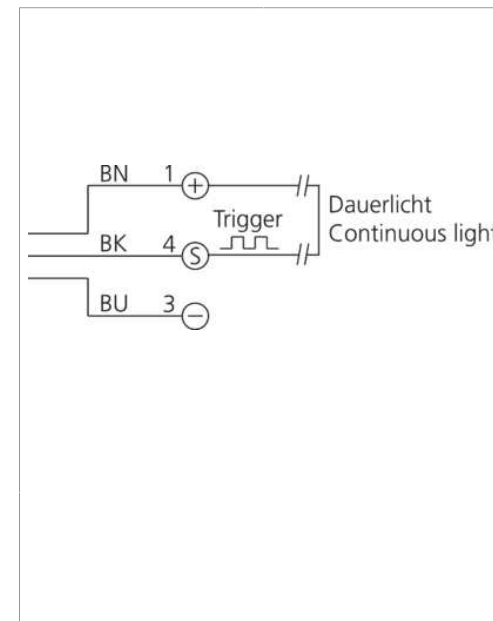 BN 1 +
Trigger
Dauerlicht
Continuous light
BK 4 S
BU 3 −